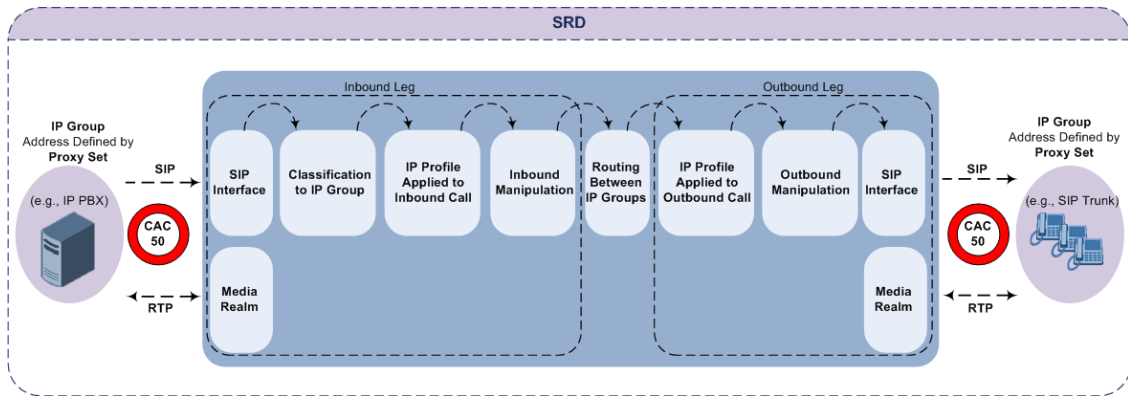 SRD
Inbound Leg
Outbound Leg
IP Group
Address Defined by
Proxy Set
(e.g., IP PBX)
SIP
CAC
50
RTP
SIP
Interface
Classification
to IP Group
IP Profile
Applied to
Inbound Call
Inbound
Manipulation
Routing
Between
IP Groups
IP Profile
Applied to
Outbound Call
Outbound
Manipulation
SIP
Interface
Media
Realm
Media
Realm
SIP
CAC
50
RTP
IP Group
Address Defined by
Proxy Set
(e.g., SIP Trunk)